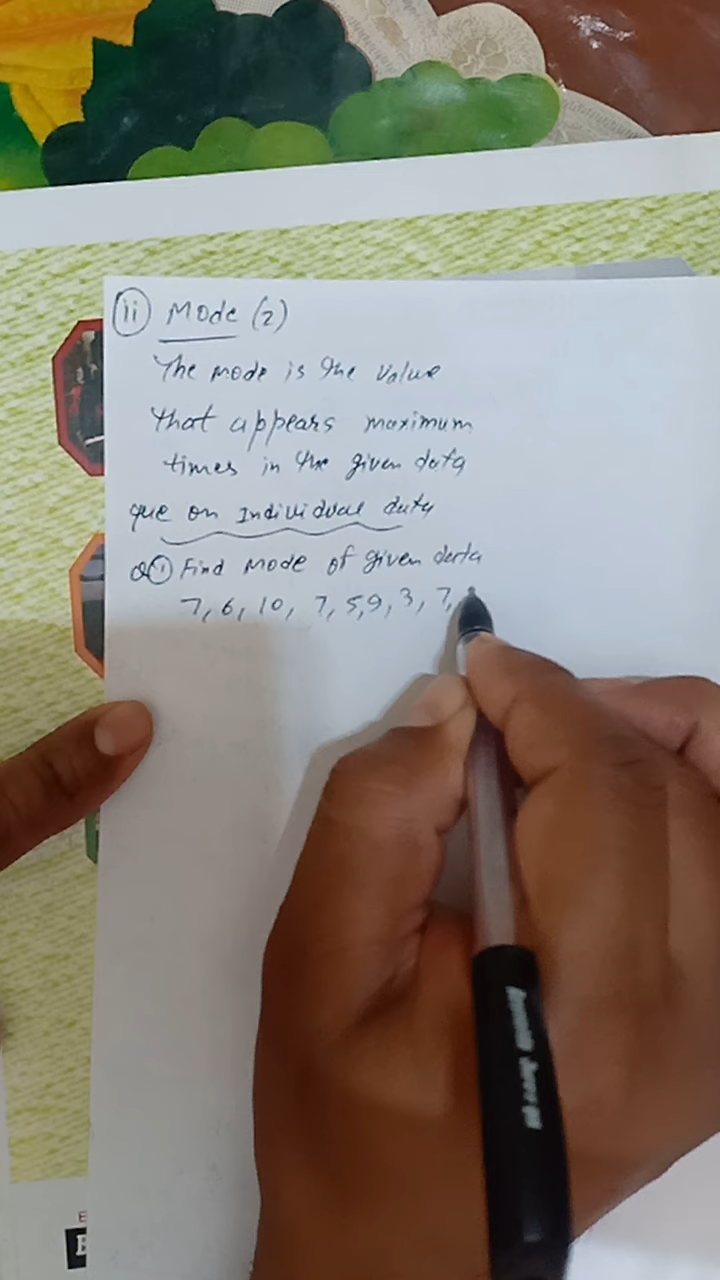 (ii) Mode (z)
The mode is the value
that appears maximum
times in the given data
que on Individual data
Q(1) Find Mode of given data
7, 6, 10, 7, 5, 9, 3, 7,